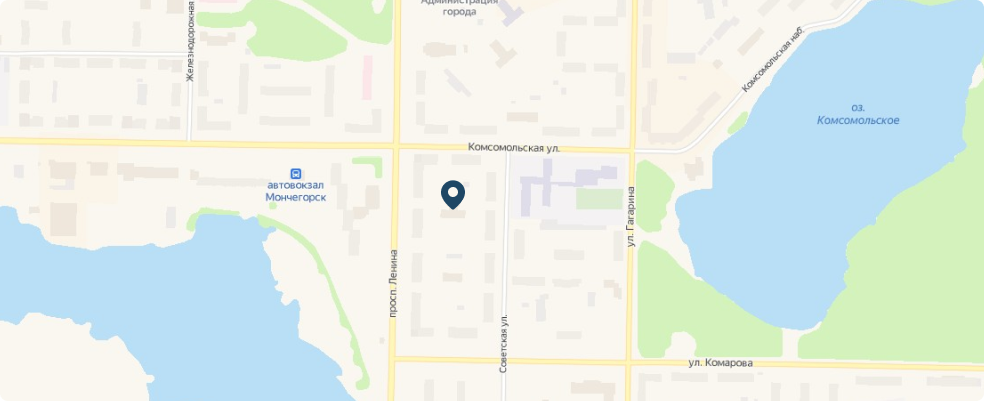 Администрация
города
Железнодорожная
Комсомольская наб.
оз.
Комсомольское
Комсомольская ул.
автовокзал
Мончегорск
ул. Гагарина
просп. Ленина
Советская ул.
ул. Комарова